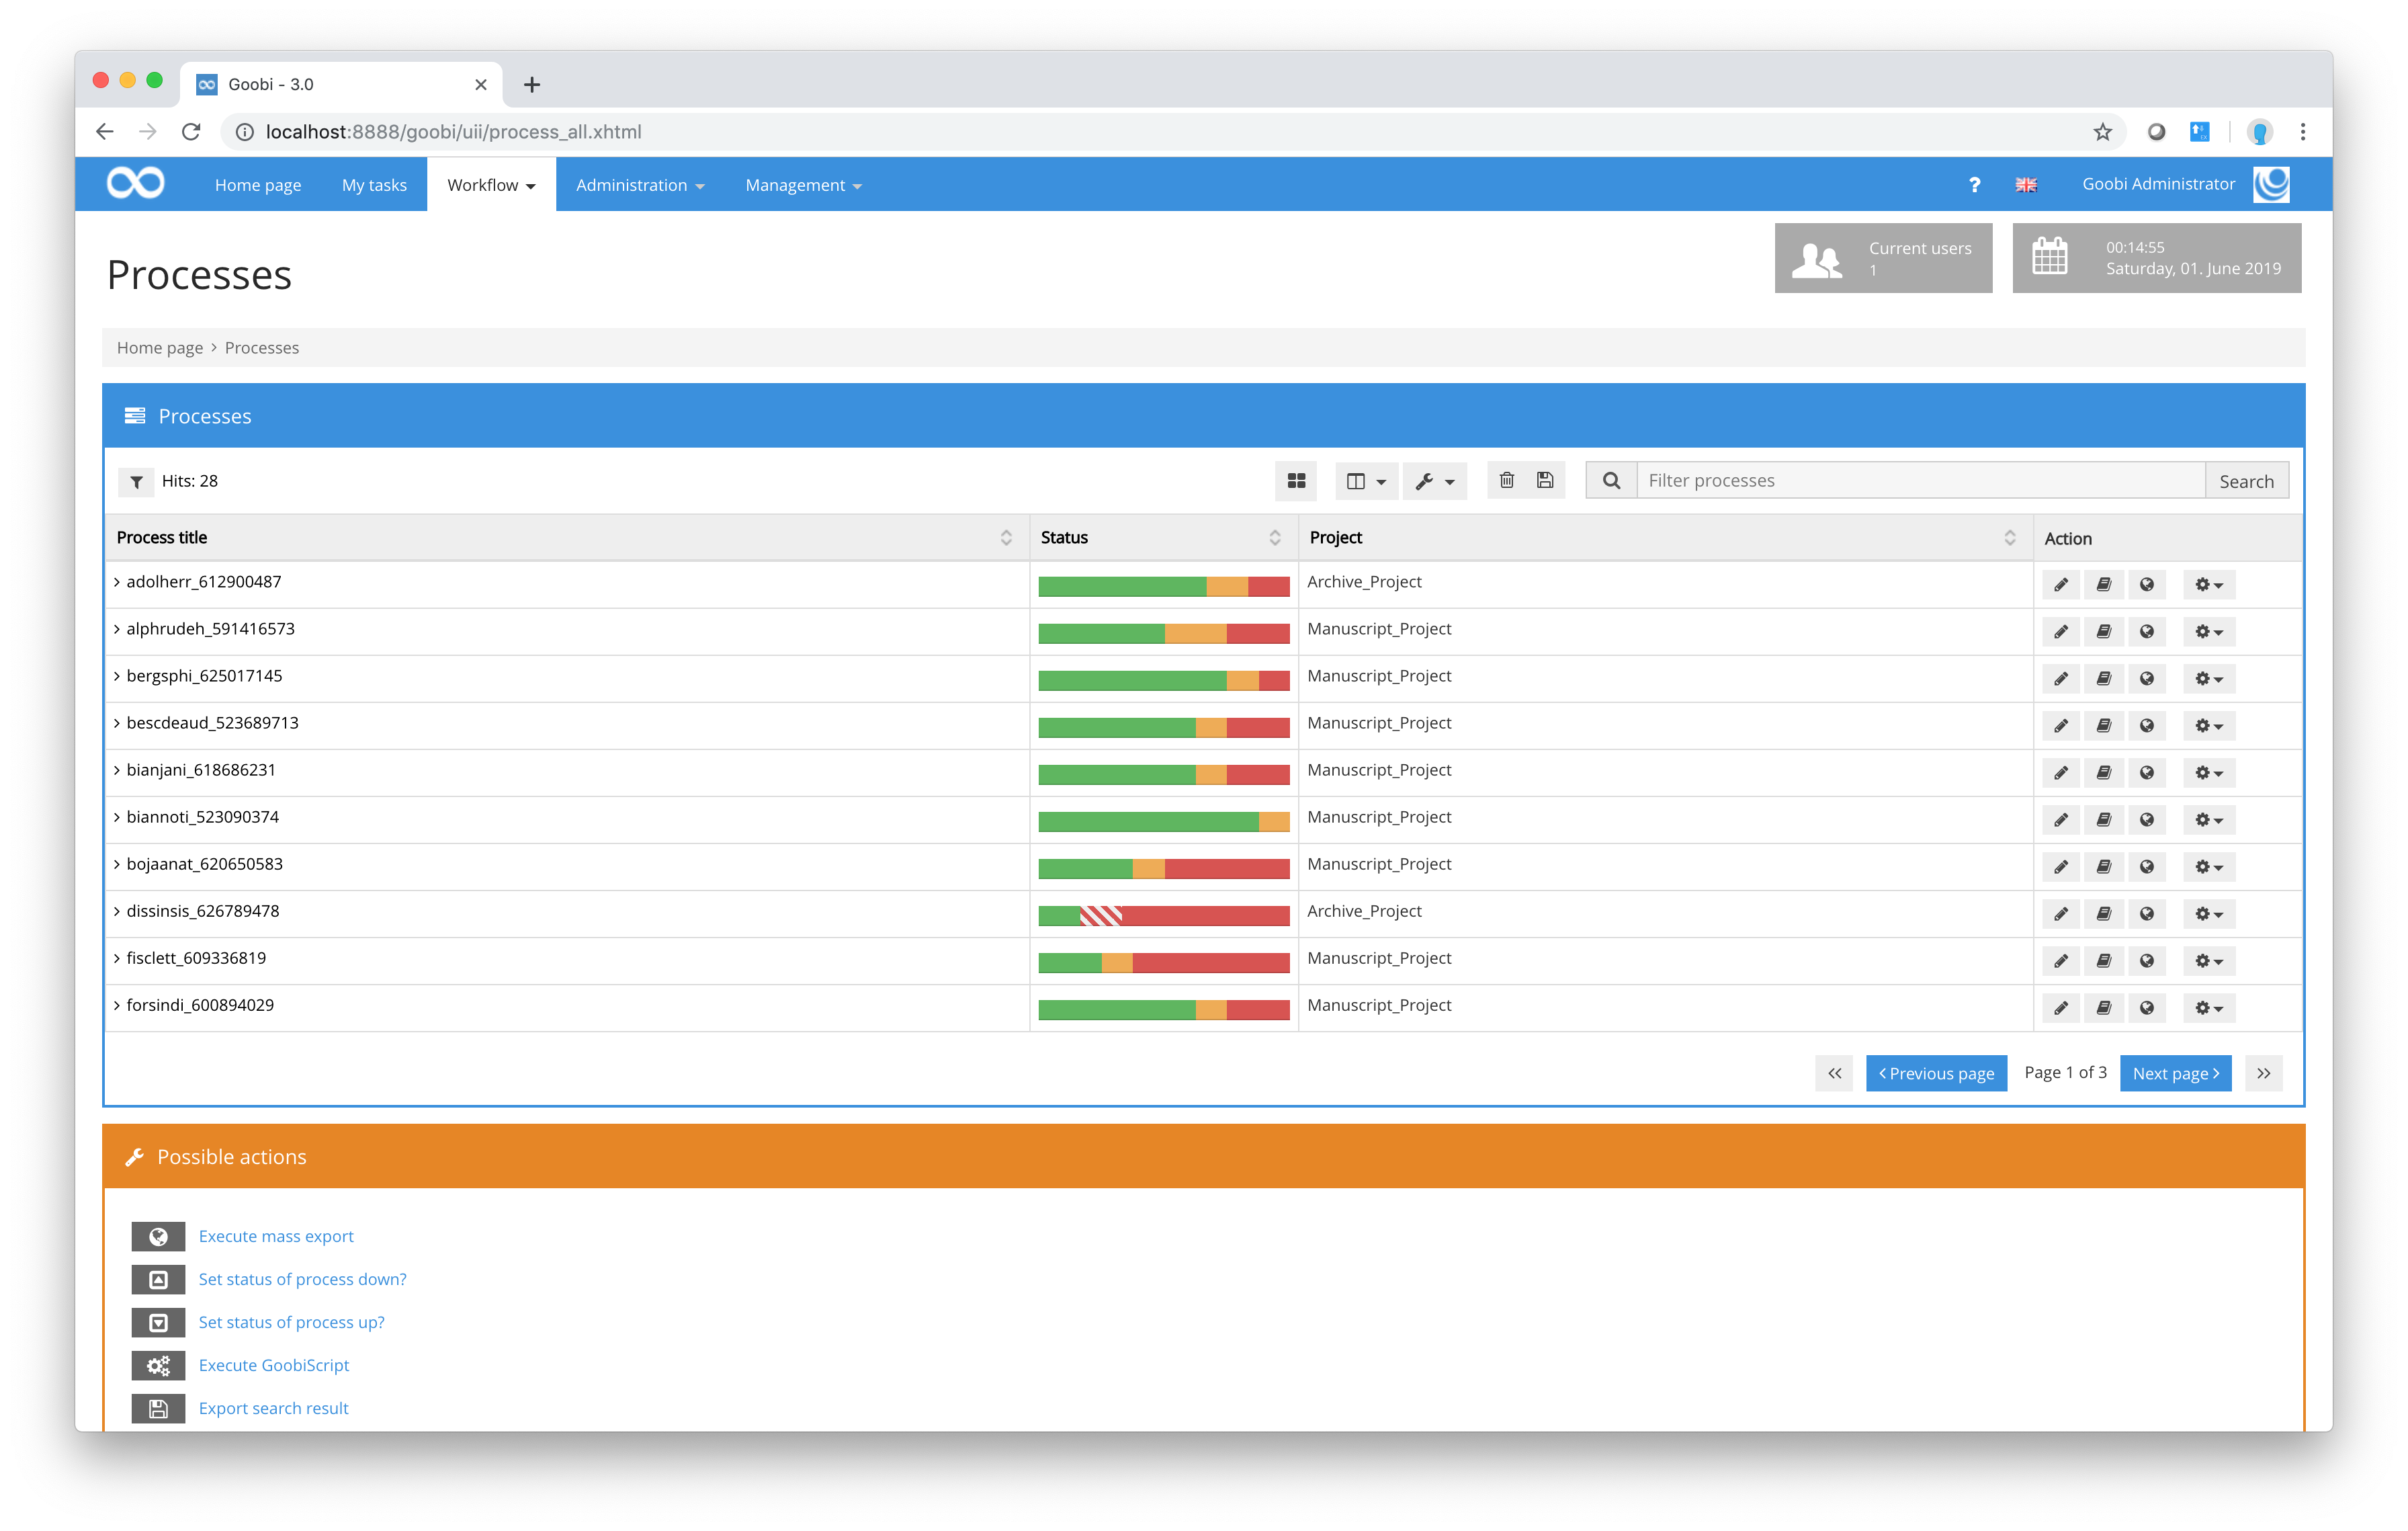 Goobi - 3.0
localhost:8888/goobi/uii/process_all.xhtml
Home page My tasks Workflow Administration Management ? Goobi Administrator
Processes
Current users
1
00:14:55
Saturday, 01. June 2019
Home page > Processes
Processes
Hits: 28
Filter processes
Search
Process title Status Project Action
adolherr_612900487 Archive_Project
alphrudeh_591416573 Manuscript_Project
bergsphi_625017145 Manuscript_Project
bescdeaud_523689713 Manuscript_Project
bianjani_618686231 Manuscript_Project
biannoti_523090374 Manuscript_Project
bojaanat_620650583 Manuscript_Project
dissinsis_626789478 Archive_Project
fisclett_609336819 Manuscript_Project
forsindi_600894029 Manuscript_Project
Previous page Page 1 of 3 Next page
Possible actions
Execute mass export
Set status of process down?
Set status of process up?
Execute GoobiScript
Export search result